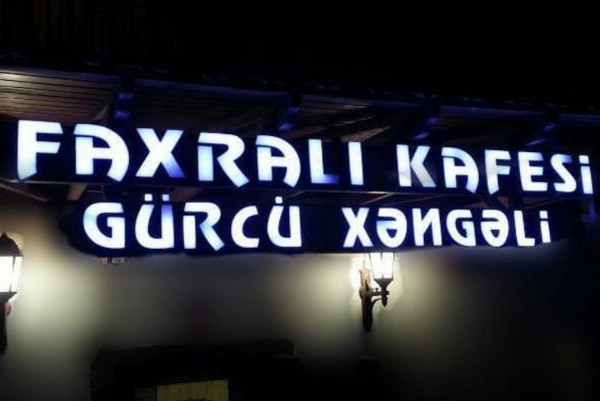 FAXRALI KAFESİ
GÜRCÜ XƏNGƏLİ